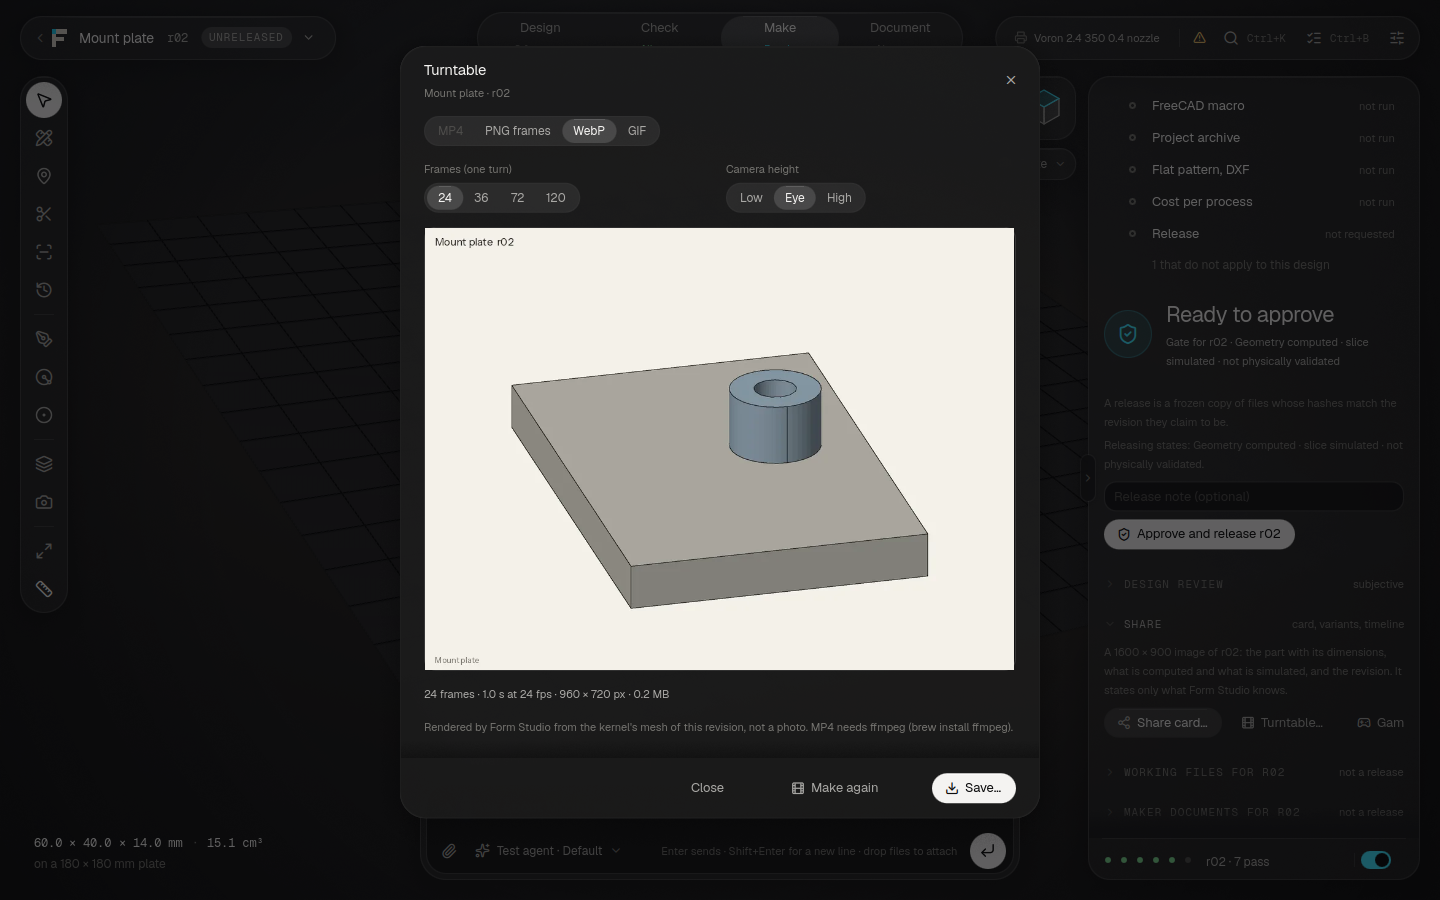 Mount plate r02 UNRELEASED
Design Check Make Document
Voron 2.4 350 0.4 nozzle Ctrl+K Ctrl+B
Turntable
Mount plate · r02
MP4 PNG frames WebP GIF
Frames (one turn) Camera height
24 36 72 120 Low Eye High
Mount plate r02
Mount plate
24 frames · 1.0 s at 24 fps · 960 × 720 px · 0.2 MB
Rendered by Form Studio from the kernel's mesh of this revision, not a photo. MP4 needs ffmpeg (brew install ffmpeg).
Close Make again Save…
FreeCAD macro not run
Project archive not run
Flat pattern, DXF not run
Cost per process not run
Release not requested
1 that do not apply to this design
Ready to approve
Gate for r02 · Geometry computed · slice
simulated · not physically validated
A release is a frozen copy of files whose hashes match the
revision they claim to be.
Releasing states: Geometry computed · slice simulated · not
physically validated.
Release note (optional)
Approve and release r02
DESIGN REVIEW subjective
SHARE card, variants, timeline
A 1600 × 900 image of r02: the part with its dimensions,
what is computed and what is simulated, and the revision. It
states only what Form Studio knows.
Share card… Turntable… Gam
WORKING FILES FOR R02 not a release
MAKER DOCUMENTS FOR R02 not a release
r02 · 7 pass
60.0 × 40.0 × 14.0 mm · 15.1 cm³
on a 180 × 180 mm plate
Test agent · Default Enter sends · Shift+Enter for a new line · drop files to attach